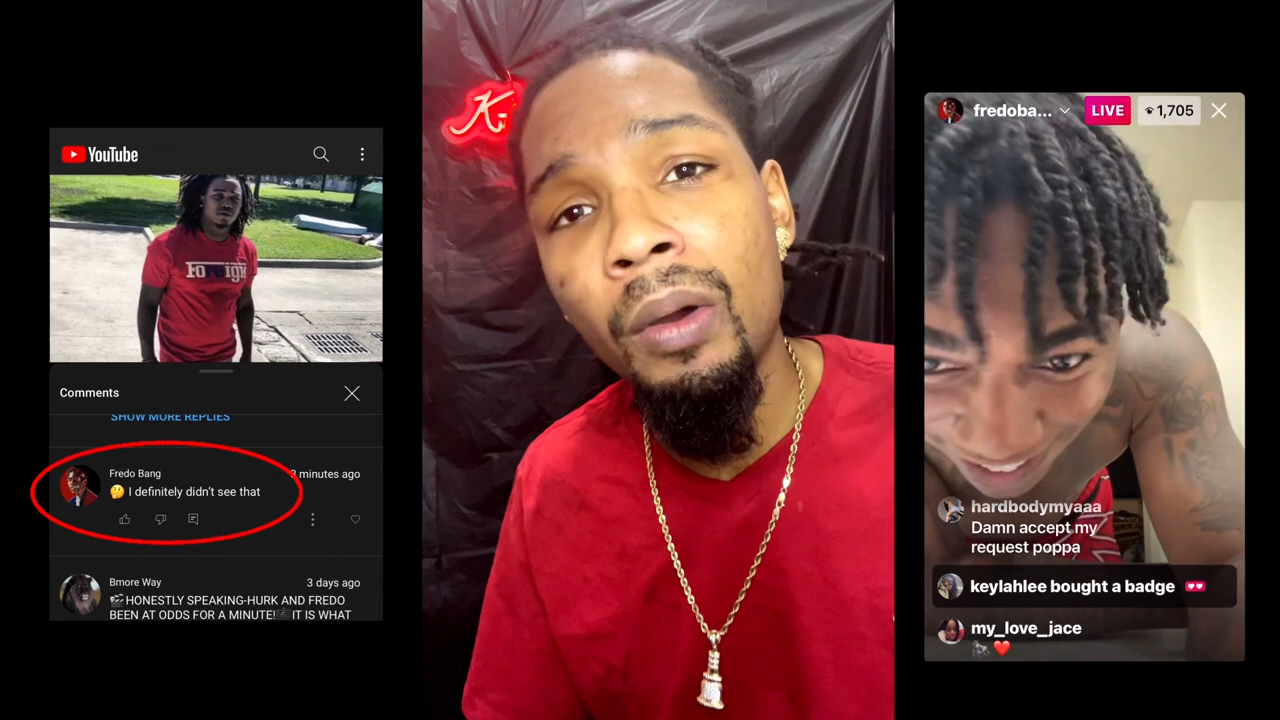 YouTube
Foreign
Comments
SHOW MORE REPLIES
Fredo Bang
minutes ago
🤔 I definitely didn't see that
Bmore Way
3 days ago
🎬HONESTLY SPEAKING-HURK AND FREDO
BEEN AT ODDS FOR A MINUTE!🎬IT IS WHAT
Ki
fredoba...
LIVE
1,705
hardbodymyaaa
Damn accept my
request poppa
keylahlee bought a badge
my_love_jace